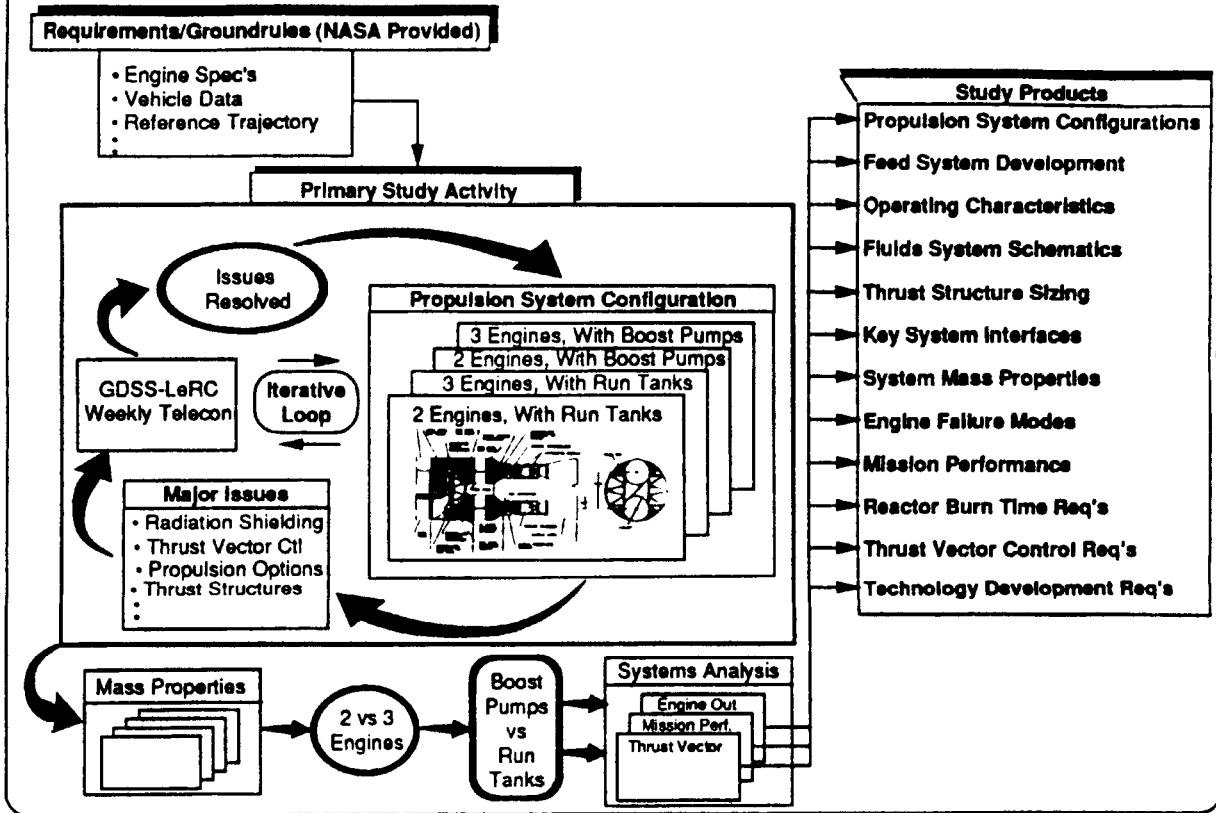 Requirements/Groundrules (NASA Provided)
• Engine Spec's
• Vehicle Data
• Reference Trajectory
•
•
Primary Study Activity
Issues
Resolved
GDSS-LeRC
Weekly Telecon
Iterative
Loop
Major Issues
• Radiation Shielding
• Thrust Vector Ctl
• Propulsion Options
• Thrust Structures
•
•
Propulsion System Configuration
3 Engines, With Boost Pumps
2 Engines, With Boost Pumps
3 Engines, With Run Tanks
2 Engines, With Run Tanks
Mass Properties
2 vs 3
Engines
Boost
Pumps
vs
Run
Tanks
Systems Analysis
Engine Out
Mission Perf.
Thrust Vector
Study Products
Propulsion System Configurations
Feed System Development
Operating Characteristics
Fluids System Schematics
Thrust Structure Sizing
Key System Interfaces
System Mass Properties
Engine Failure Modes
Mission Performance
Reactor Burn Time Req's
Thrust Vector Control Req's
Technology Development Req's